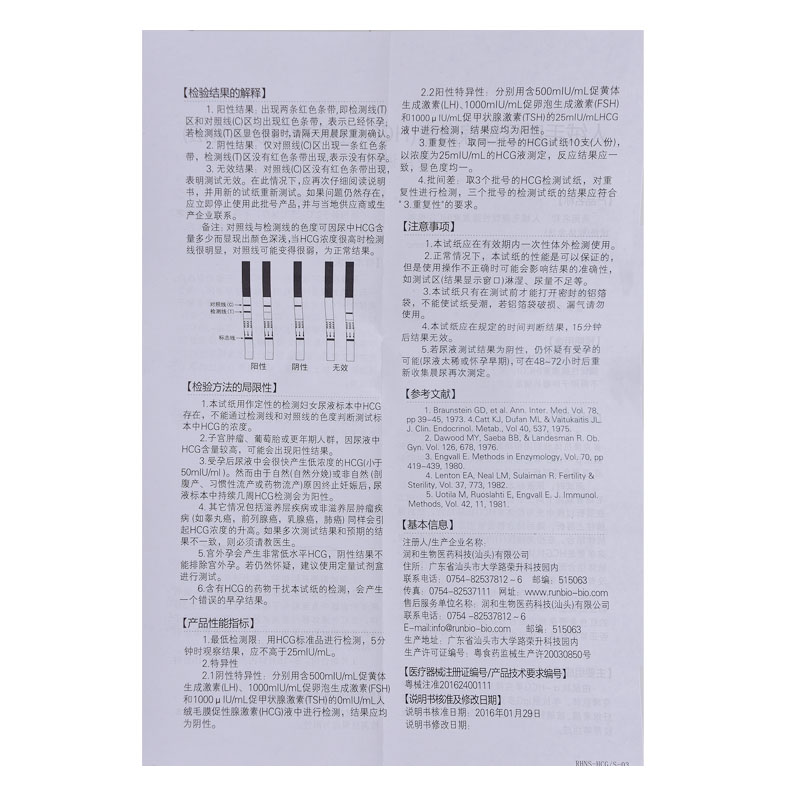 【检验结果的解释】
1. 阳性结果: 出现两条红色条带,即检测线(T)
区和对照线(C)区均出现红色条带, 表示已经怀孕.
若检测线(T)区显色很弱时,请隔天用晨尿重测确认。
2. 阴性结果: 仅对照线(C)区出现一条红色条
带, 检测线(T)区没有红色条带出现,表示没有怀孕。
3. 无效结果: 对照线(C)区没有红色条带出现,
表明测试无效。在此情况下, 应再次仔细阅读说明
书, 并用新的试纸重新测试。如果问题仍然存在,
应立即停止使用此批号产品,并与当地供应商或生
产企业联系。
备注: 对照线与检测线的色度可因尿中HCG含
量多少而显现出颜色深浅,当HCG浓度很高时检测
线很明显, 对照线可能变得很弱, 为正常结果。
对照线(C)
检测线(T)
标志线
阳性 阴性 无效
【检验方法的局限性】
1.本试纸用作定性的检测妇女尿液标本中HCG
存在, 不能通过检测线和对照线的色度判断测试标
本中HCG的浓度。
2.子宫肿瘤、葡萄胎或更年期人群, 因尿液中
HCG含量较高, 可能会出现阳性结果。
3.受孕后尿液中会很快产生低浓度的HCG(小于
50mIU/ml)。然而由于自然(自然分娩)或非自然(剖
腹产、习惯性流产或药物流产)原因终止妊娠后,尿
液标本中持续几周HCG检测会为阳性。
4.其它情况包括滋养层疾病或非滋养层肿瘤疾
病(如睾丸癌, 前列腺癌, 乳腺癌, 肺癌)同样会引
起HCG浓度的升高。如果多次测试结果和预期的结
果不一致, 则必须请教医生。
5.宫外孕会产生非常低水平HCG, 阴性结果不
能排除宫外孕。若仍然怀疑, 建议使用定量试剂盒
进行测试。
6.含有HCG的药物干扰本试纸的检测, 会产生
一个错误的早孕结果。
【产品性能指标】
1.最低检测限: 用HCG标准品进行检测, 5分
钟时观察结果, 应不高于25mIU/mL。
2.特异性
2.1阴性特异性: 分别用含500mIU/mL促黄体
生成激素(LH)、1000mIU/mL促卵泡生成激素(FSH)
和1000μIU/mL促甲状腺激素(TSH)的0mIU/mL人
绒毛膜促性腺激素(HCG)液中进行检测, 结果应均
为阴性。
2.2阳性特异性: 分别用含500mIU/mL促黄体
生成激素(LH)、1000mIU/mL促卵泡生成激素(FSH)
和1000μIU/mL促甲状腺激素(TSH)的25mIU/mLHCG
液中进行检测, 结果应均为阳性。
3.重复性: 取同一批号的HCG试纸10支(人份),
以浓度为25mIU/mL的HCG液测定, 反应结果应一
致, 显色度均一。
4.批间差: 取3个批号的HCG检测试纸, 对重
复性进行检测, 三个批号的检测试纸的结果应符合
“3.重复性”的要求。
【注意事项】
1.本试纸应在有效期内一次性体外检测使用。
2.正常情况下, 本试纸的性能是可以保证的,
但是使用操作不正确时可能会影响结果的准确性,
如测试区(结果显示窗口)淋湿、尿量不足等。
3.本试纸只有在测试前才能打开密封的铝箔
袋, 不能使试纸受潮, 若铝箔袋破损、漏气请勿
使用。
4.本试纸应在规定的时间判断结果, 15分钟
后结果无效。
5.若尿液测试结果为阴性, 仍怀疑有受孕的
可能(尿液太稀或怀孕早期), 可在48~72小时后重
新收集晨尿再次测定。
【参考文献】
1. Braunstein GD, et al. Ann. Inter. Med. Vol. 78,
pp 39-45, 1973. 4.Catt KJ, Dufan ML & Vaitukaitis JL.
J. Clin. Endocrinol. Metab., Vol 40, 537, 1975.
2. Dawood MY, Saeba BB, & Landesman R. Ob.
Gyn. Vol. 126, 678, 1976.
3. Engvall E. Methods in Enzymology, Vol. 70, pp
419-439, 1980.
4. Lenton EA, Neal LM, Sulaiman R. Fertility &
Sterility, Vol. 37, 773, 1982.
5. Uotila M, Ruoslahti E, Engvall E. J. Immunol.
Methods, Vol. 42, 11, 1981.
【基本信息】
注册人/生产企业名称:
润和生物医药科技(汕头)有限公司
住所: 广东省汕头市大学路荣升科技园内
联系电话: 0754-82537812~6 邮编: 515063
传真: 0754-87571111 网址: www.runbio-bio.com
售后服务单位名称: 润和生物医药科技(汕头)有限公司
联系电话: 0754-82537812~6
E-mail:info@runbio-bio.com 邮编: 515063
生产地址: 广东省汕头市大学路荣升科技园内
生产许可证编号: 粤食药监械生产许20030850号
【医疗器械注册证编号/产品技术要求编号】
粤械注准20162400111
【说明书核准及修改日期】
说明书核准日期: 2016年01月29日
说明书修改日期:
RHNS-HCG/S-03